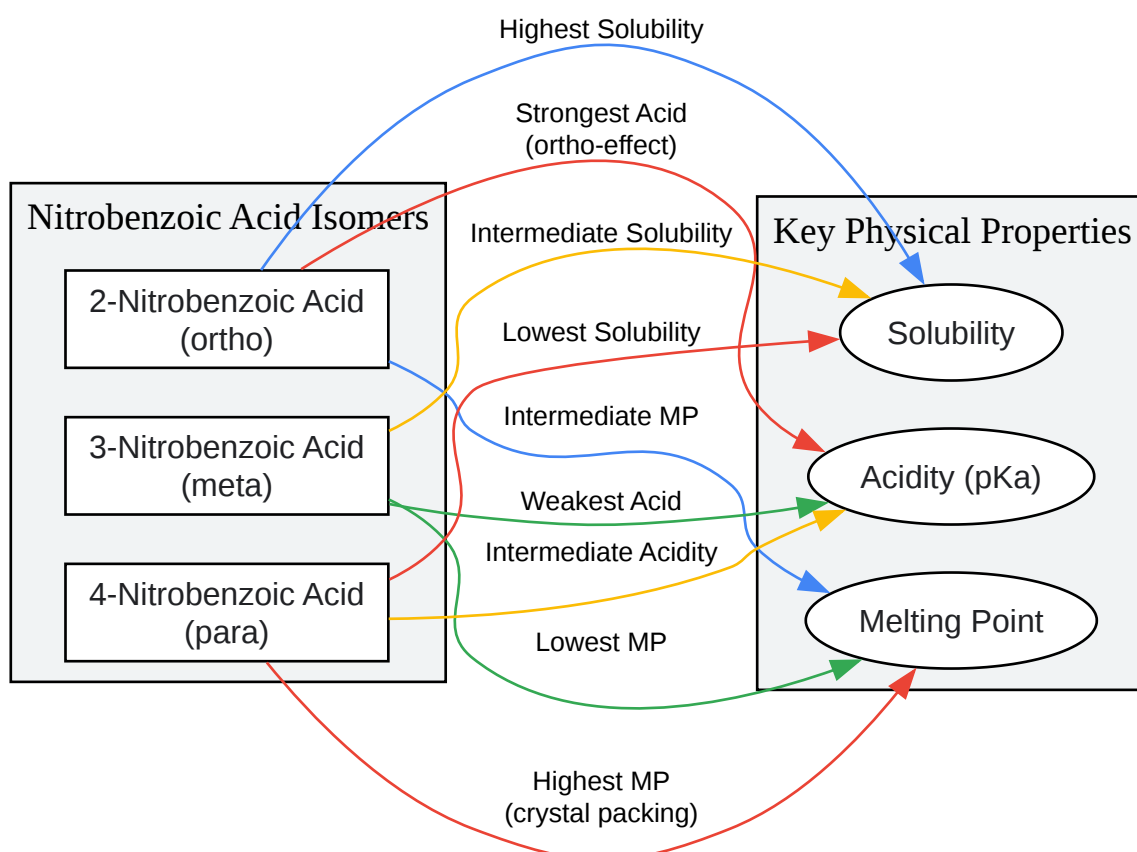 Highest Solubility
Strongest Acid
(ortho-effect)
Nitrobenzoic Acid Isomers
Key Physical Properties
Intermediate Solubility
2-Nitrobenzoic Acid
(ortho)
Lowest Solubility
Solubility
Intermediate MP
3-Nitrobenzoic Acid
(meta)
Acidity (pKa)
Weakest Acid
Intermediate Acidity
4-Nitrobenzoic Acid
(para)
Lowest MP
Melting Point
Highest MP
(crystal packing)